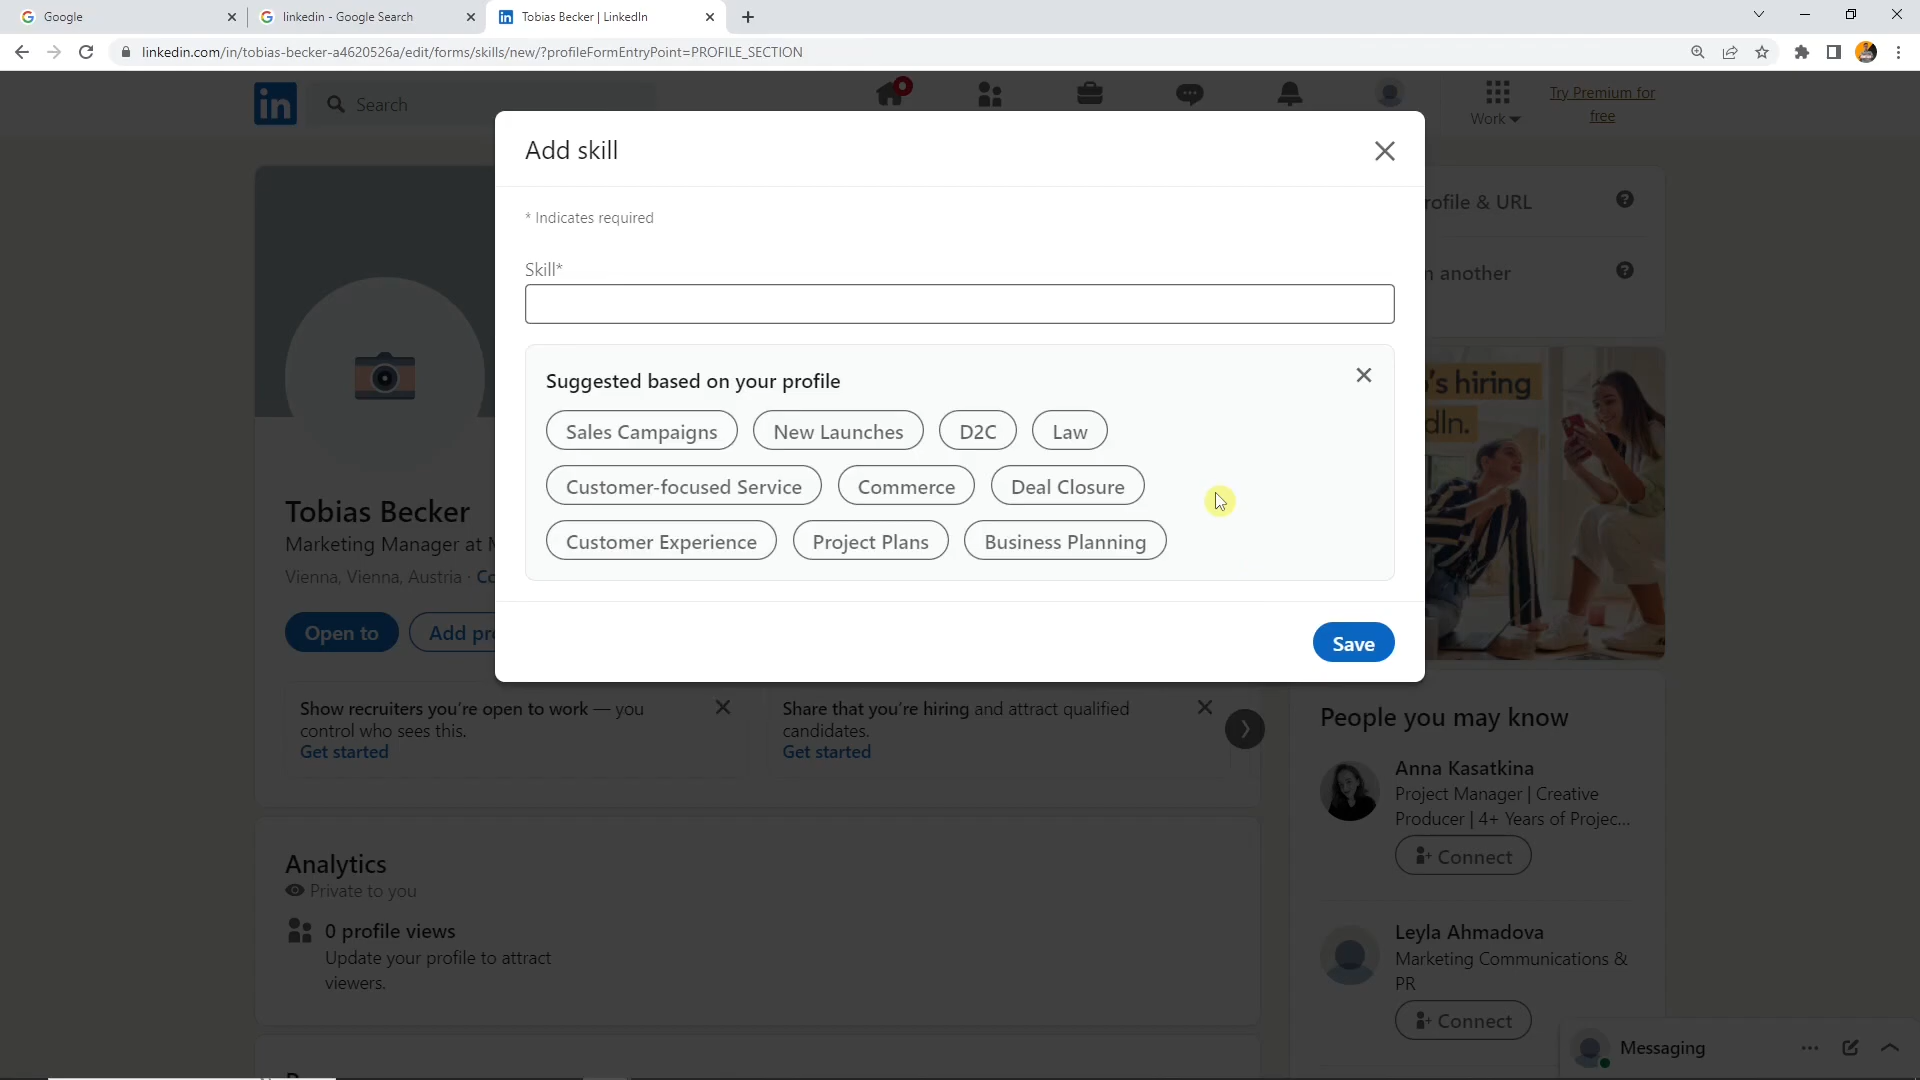 Google
linkedin - Google Search
Tobias Becker | LinkedIn
linkedin.com/in/tobias-becker-a4620526a/edit/forms/skills/new/?profileFormEntryPoint=PROFILE_SECTION
in
Search
Work
Try Premium for
free
Add skill
* Indicates required
Skill*
Suggested based on your profile
Sales Campaigns
New Launches
D2C
Law
Customer-focused Service
Commerce
Deal Closure
Customer Experience
Project Plans
Business Planning
Save
rofile & URL
n another
's hiring
dIn.
Tobias Becker
Marketing Manager at
Vienna, Vienna, Austria · Co
Open to
Add pro
Show recruiters you're open to work — you
control who sees this.
Get started
Share that you're hiring and attract qualified
candidates.
Get started
Analytics
Private to you
0 profile views
Update your profile to attract
viewers.
People you may know
Anna Kasatkina
Project Manager | Creative
Producer | 4+ Years of Projec...
Connect
Leyla Ahmadova
Marketing Communications &
PR
Connect
Messaging